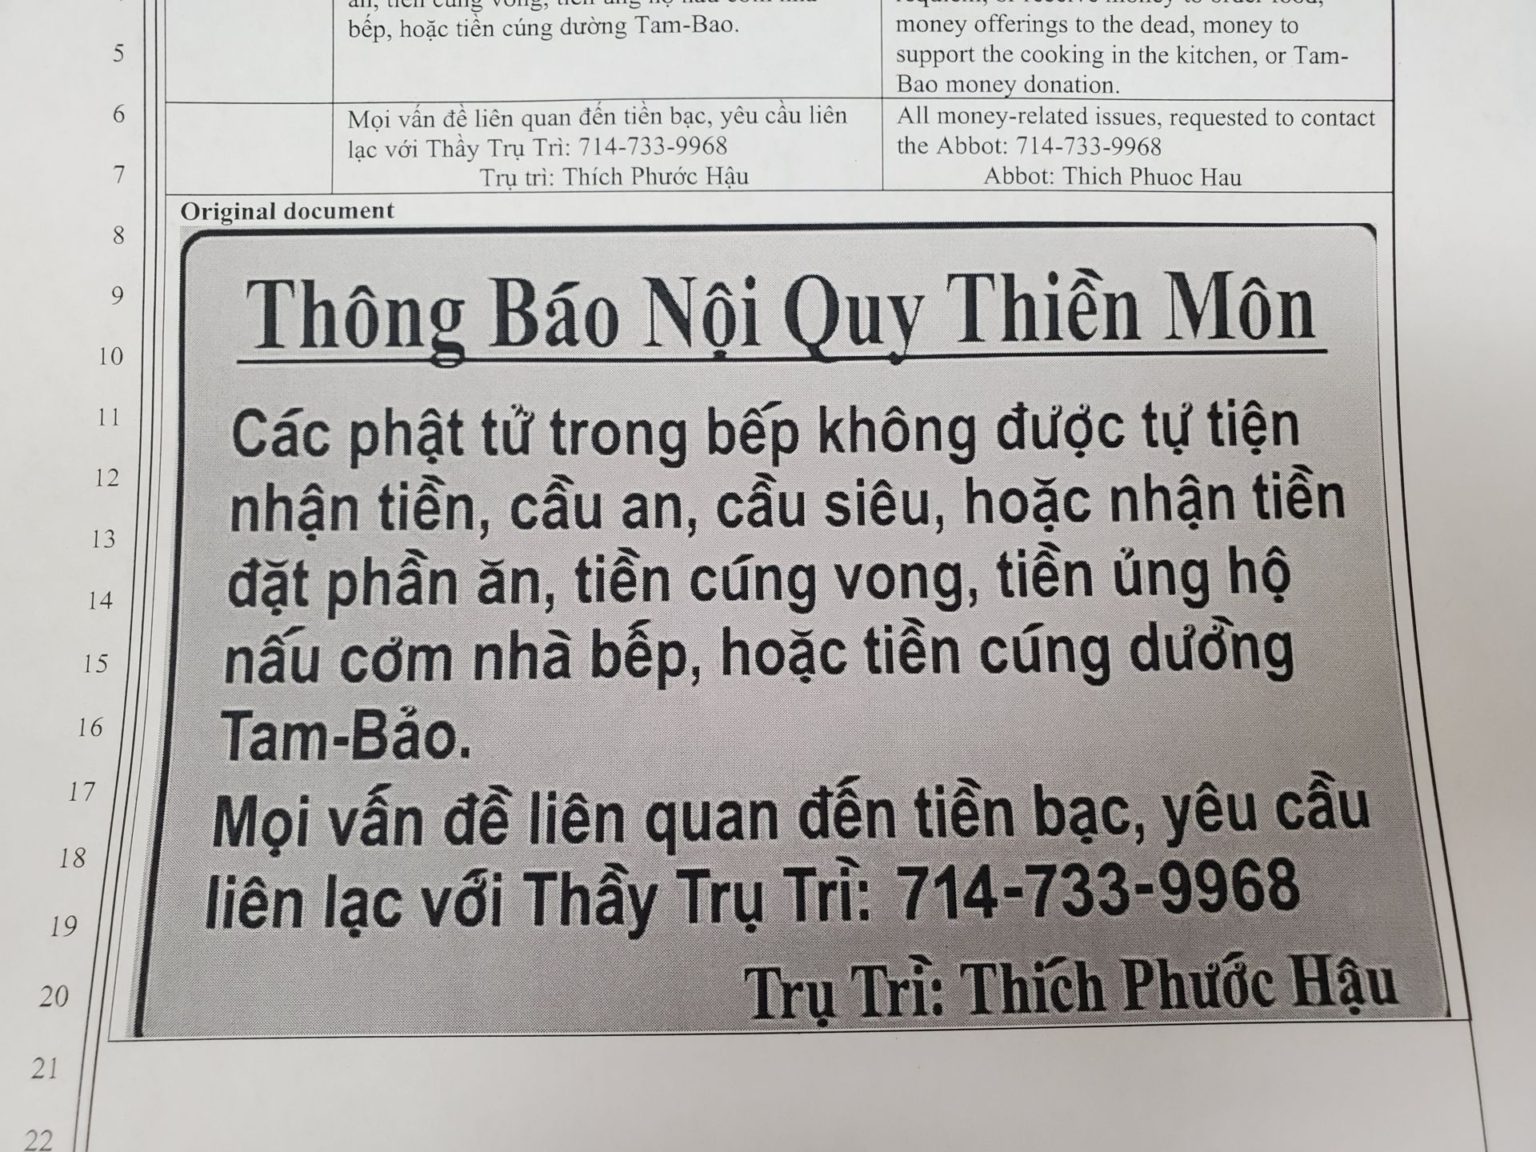 5
bếp, hoặc tiền cúng dường Tam-Bao.
money offerings to the dead, money to
support the cooking in the kitchen, or Tam-
Bao money donation.
6
Mọi vấn đề liên quan đến tiền bạc, yêu cầu liên
lạc với Thầy Trụ Trì: 714-733-9968
7
Trụ trì: Thích Phước Hậu
All money-related issues, requested to contact
the Abbot: 714-733-9968
Abbot: Thich Phuoc Hau
Original document
8
9
Thông Báo Nội Quy Thiền Môn
10
11
Các phật tử trong bếp không được tự tiện
12
nhận tiền, cầu an, cầu siêu, hoặc nhận tiền
13
đặt phần ăn, tiền cúng vong, tiền ủng hộ
14
nấu cơm nhà bếp, hoặc tiền cúng dưởng
15
Tam-Bảo.
16
17
Mọi vấn đề liên quan đến tiền bạc, yêu cầu
18
liên lạc với Thầy Trụ Trì: 714-733-9968
19
20
Trụ Trì: Thích Phước Hậu
21
22